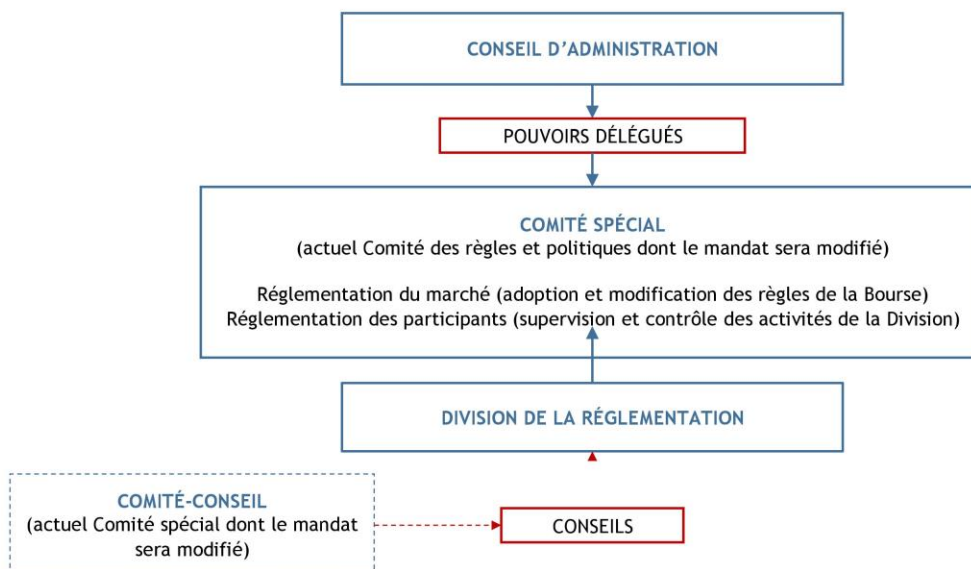 CONSEIL D’ADMINISTRATION
POUVOIRS DÉLÉGUÉS
COMITÉ SPÉCIAL
(actuel Comité des règles et politiques dont le mandat sera modifié)
Réglementation du marché (adoption et modification des règles de la Bourse)
Réglementation des participants (supervision et contrôle des activités de la Division)
DIVISION DE LA RÉGLEMENTATION
COMITÉ-CONSEIL
(actuel Comité spécial dont le mandat
sera modifié)
CONSEILS